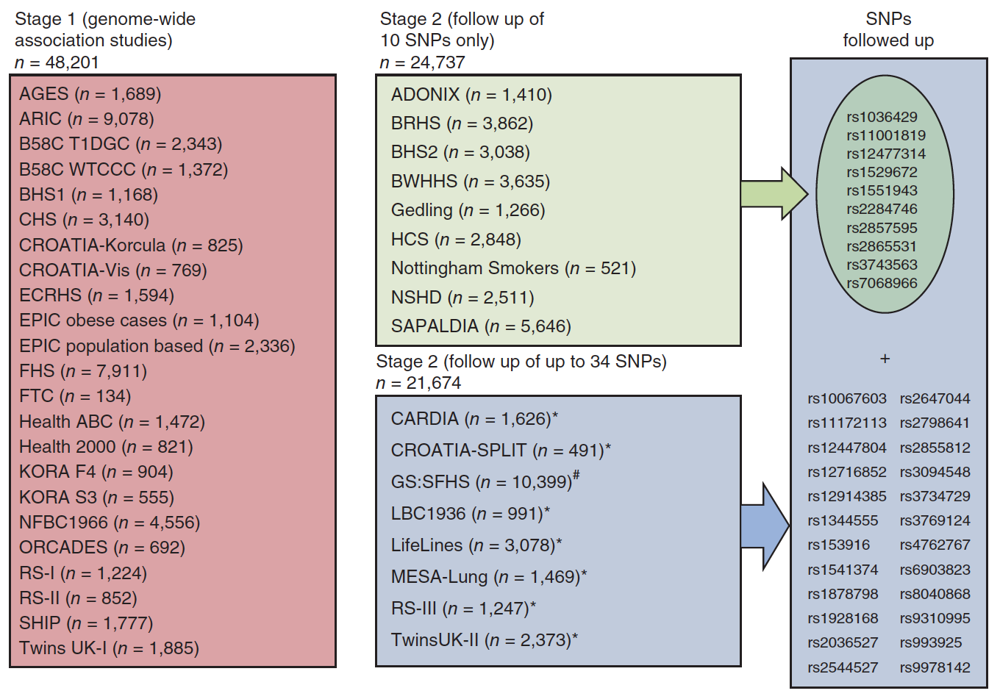 Stage 1 (genome-wide
association studies)
n = 48,201
AGES (n = 1,689)
ARIC (n = 9,078)
B58C T1DGC (n = 2,343)
B58C WTCCC (n = 1,372)
BHS1 (n = 1,168)
CHS (n = 3,140)
CROATIA-Korcula (n = 825)
CROATIA-Vis (n = 769)
ECRHS (n = 1,594)
EPIC obese cases (n = 1,104)
EPIC population based (n = 2,336)
FHS (n = 7,911)
FTC (n = 134)
Health ABC (n = 1,472)
Health 2000 (n = 821)
KORA F4 (n = 904)
KORA S3 (n = 555)
NFBC1966 (n = 4,556)
ORCADES (n = 692)
RS-I (n = 1,224)
RS-II (n = 852)
SHIP (n = 1,777)
Twins UK-I (n = 1,885)
Stage 2 (follow up of
10 SNPs only)
n = 24,737
ADONIX (n = 1,410)
BRHS (n = 3,862)
BHS2 (n = 3,038)
BWHHS (n = 3,635)
Gedling (n = 1,266)
HCS (n = 2,848)
Nottingham Smokers (n = 521)
NSHD (n = 2,511)
SAPALDIA (n = 5,646)
Stage 2 (follow up of up to 34 SNPs)
n = 21,674
CARDIA (n = 1,626)*
CROATIA-SPLIT (n = 491)*
GS:SFHS (n = 10,399)#
LBC1936 (n = 991)*
LifeLines (n = 3,078)*
MESA-Lung (n = 1,469)*
RS-III (n = 1,247)*
TwinsUK-II (n = 2,373)*
SNPs
followed up
rs1036429
rs11001819
rs12477314
rs1529672
rs1551943
rs2284746
rs2857595
rs2865531
rs3743563
rs7068966
+
rs10067603 rs2647044
rs11172113 rs2798641
rs12447804 rs2855812
rs12716852 rs3094548
rs12914385 rs3734729
rs1344555 rs3769124
rs153916 rs4762767
rs1541374 rs6903823
rs1878798 rs8040868
rs1928168 rs9310995
rs2036527 rs993925
rs2544527 rs9978142